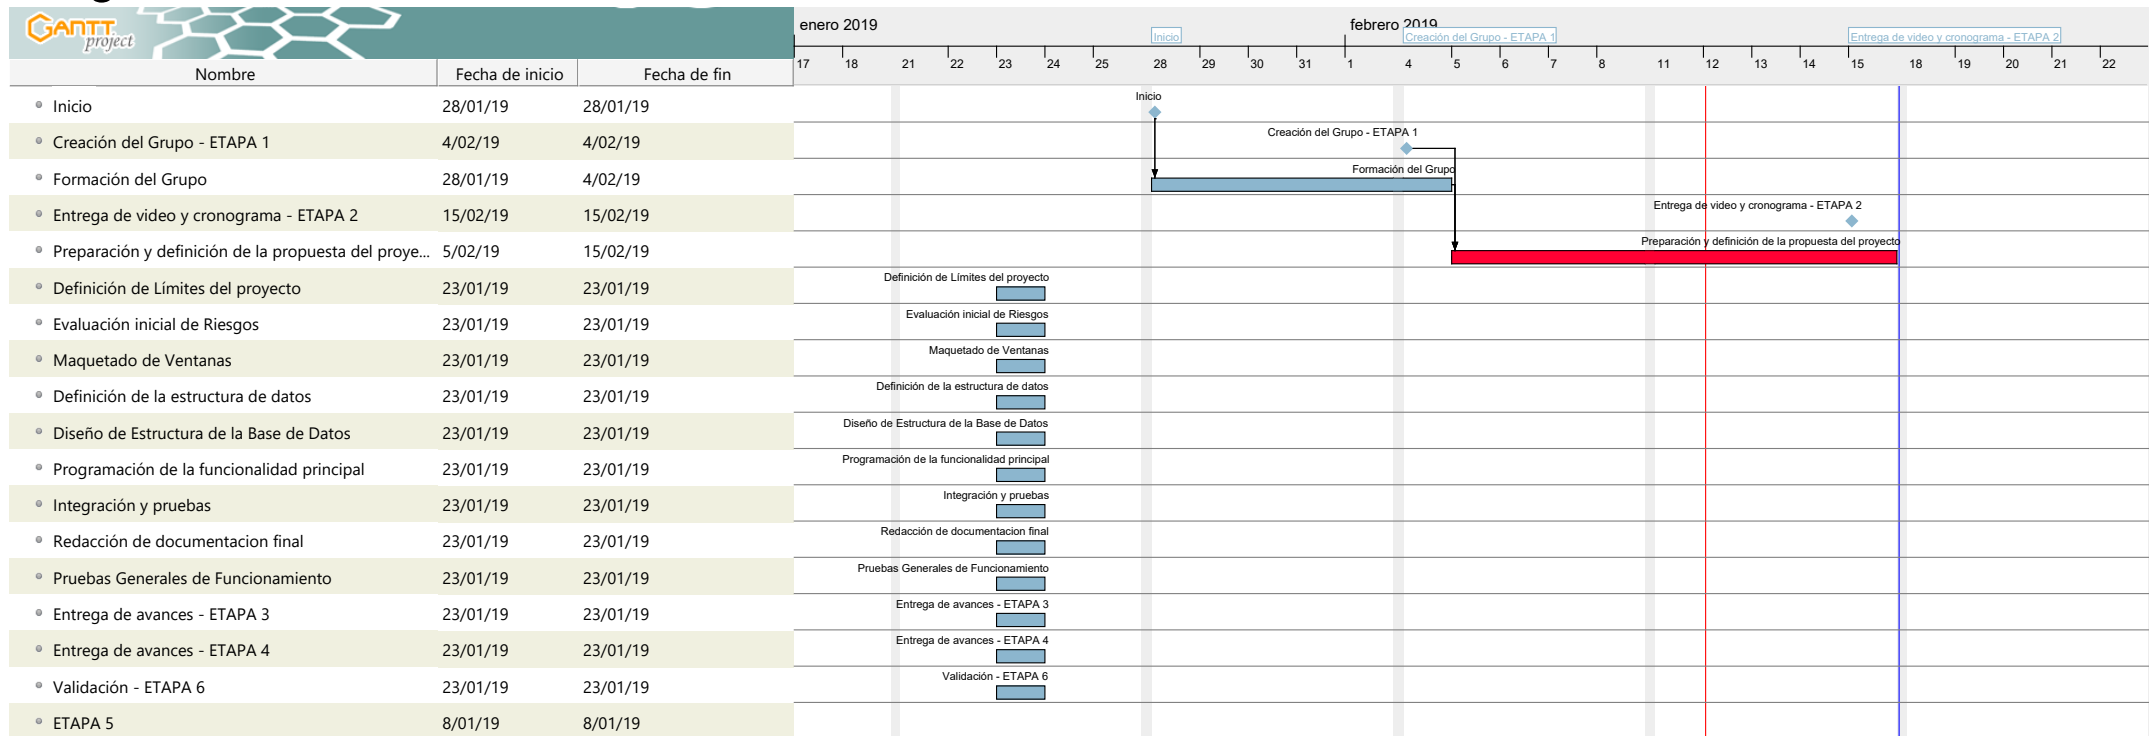 GANTT
project
enero 2019
febrero 2019
Inicio
Creación del Grupo - ETAPA 1
Entrega de video y cronograma - ETAPA 2
Nombre Fecha de inicio Fecha de fin
17 18 21 22 23 24 25 28 29 30 31 1 4 5 6 7 8 11 12 13 14 15 18 19 20 21 22
Inicio 28/01/19 28/01/19
Inicio
Creación del Grupo - ETAPA 1 4/02/19 4/02/19
Creación del Grupo - ETAPA 1
Formación del Grupo 28/01/19 4/02/19
Formación del Grupo
Entrega de video y cronograma - ETAPA 2 15/02/19 15/02/19
Entrega de video y cronograma - ETAPA 2
Preparación y definición de la propuesta del proye... 5/02/19 15/02/19
Preparación y definición de la propuesta del proyecto
Definición de Límites del proyecto 23/01/19 23/01/19
Definición de Límites del proyecto
Evaluación inicial de Riesgos 23/01/19 23/01/19
Evaluación inicial de Riesgos
Maquetado de Ventanas 23/01/19 23/01/19
Maquetado de Ventanas
Definición de la estructura de datos 23/01/19 23/01/19
Definición de la estructura de datos
Diseño de Estructura de la Base de Datos 23/01/19 23/01/19
Diseño de Estructura de la Base de Datos
Programación de la funcionalidad principal 23/01/19 23/01/19
Programación de la funcionalidad principal
Integración y pruebas 23/01/19 23/01/19
Integración y pruebas
Redacción de documentacion final 23/01/19 23/01/19
Redacción de documentacion final
Pruebas Generales de Funcionamiento 23/01/19 23/01/19
Pruebas Generales de Funcionamiento
Entrega de avances - ETAPA 3 23/01/19 23/01/19
Entrega de avances - ETAPA 3
Entrega de avances - ETAPA 4 23/01/19 23/01/19
Entrega de avances - ETAPA 4
Validación - ETAPA 6 23/01/19 23/01/19
Validación - ETAPA 6
ETAPA 5 8/01/19 8/01/19